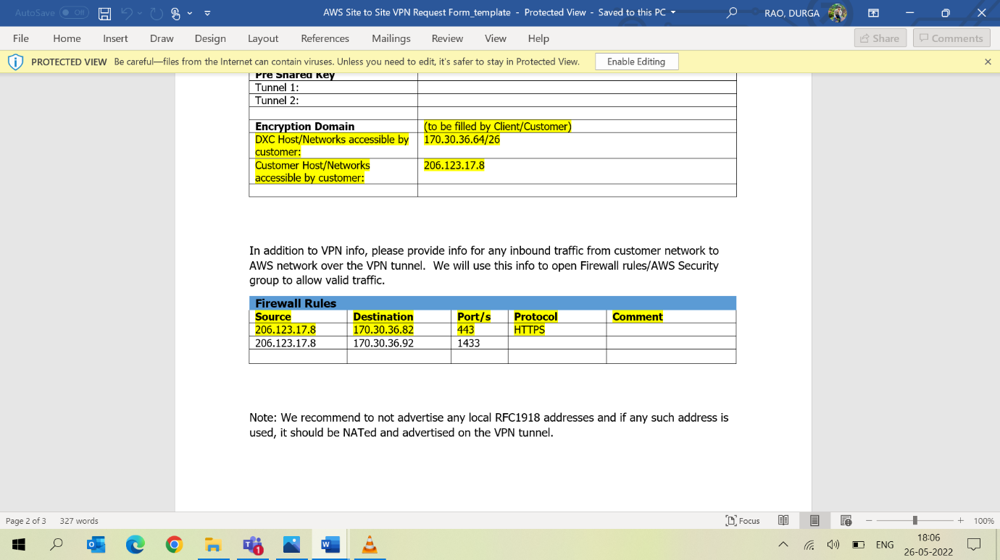 AutoSave Off
AWS Site to Site VPN Request Form_template - Protected View - Saved to this PC
RAO, DURGA
File Home Insert Draw Design Layout References Mailings Review View Help
Share Comments
PROTECTED VIEW Be careful—files from the Internet can contain viruses. Unless you need to edit, it's safer to stay in Protected View. Enable Editing
Pre Shared Key
Tunnel 1:
Tunnel 2:
Encryption Domain (to be filled by Client/Customer)
DXC Host/Networks accessible by 170.30.36.64/26
customer:
Customer Host/Networks 206.123.17.8
accessible by customer:
In addition to VPN info, please provide info for any inbound traffic from customer network to
AWS network over the VPN tunnel. We will use this info to open Firewall rules/AWS Security
group to allow valid traffic.
Firewall Rules
Source Destination Port/s Protocol Comment
206.123.17.8 170.30.36.82 443 HTTPS
206.123.17.8 170.30.36.92 1433
Note: We recommend to not advertise any local RFC1918 addresses and if any such address is
used, it should be NATed and advertised on the VPN tunnel.
Page 2 of 3 327 words
Focus
100%
1
ENG
18:06
26-05-2022